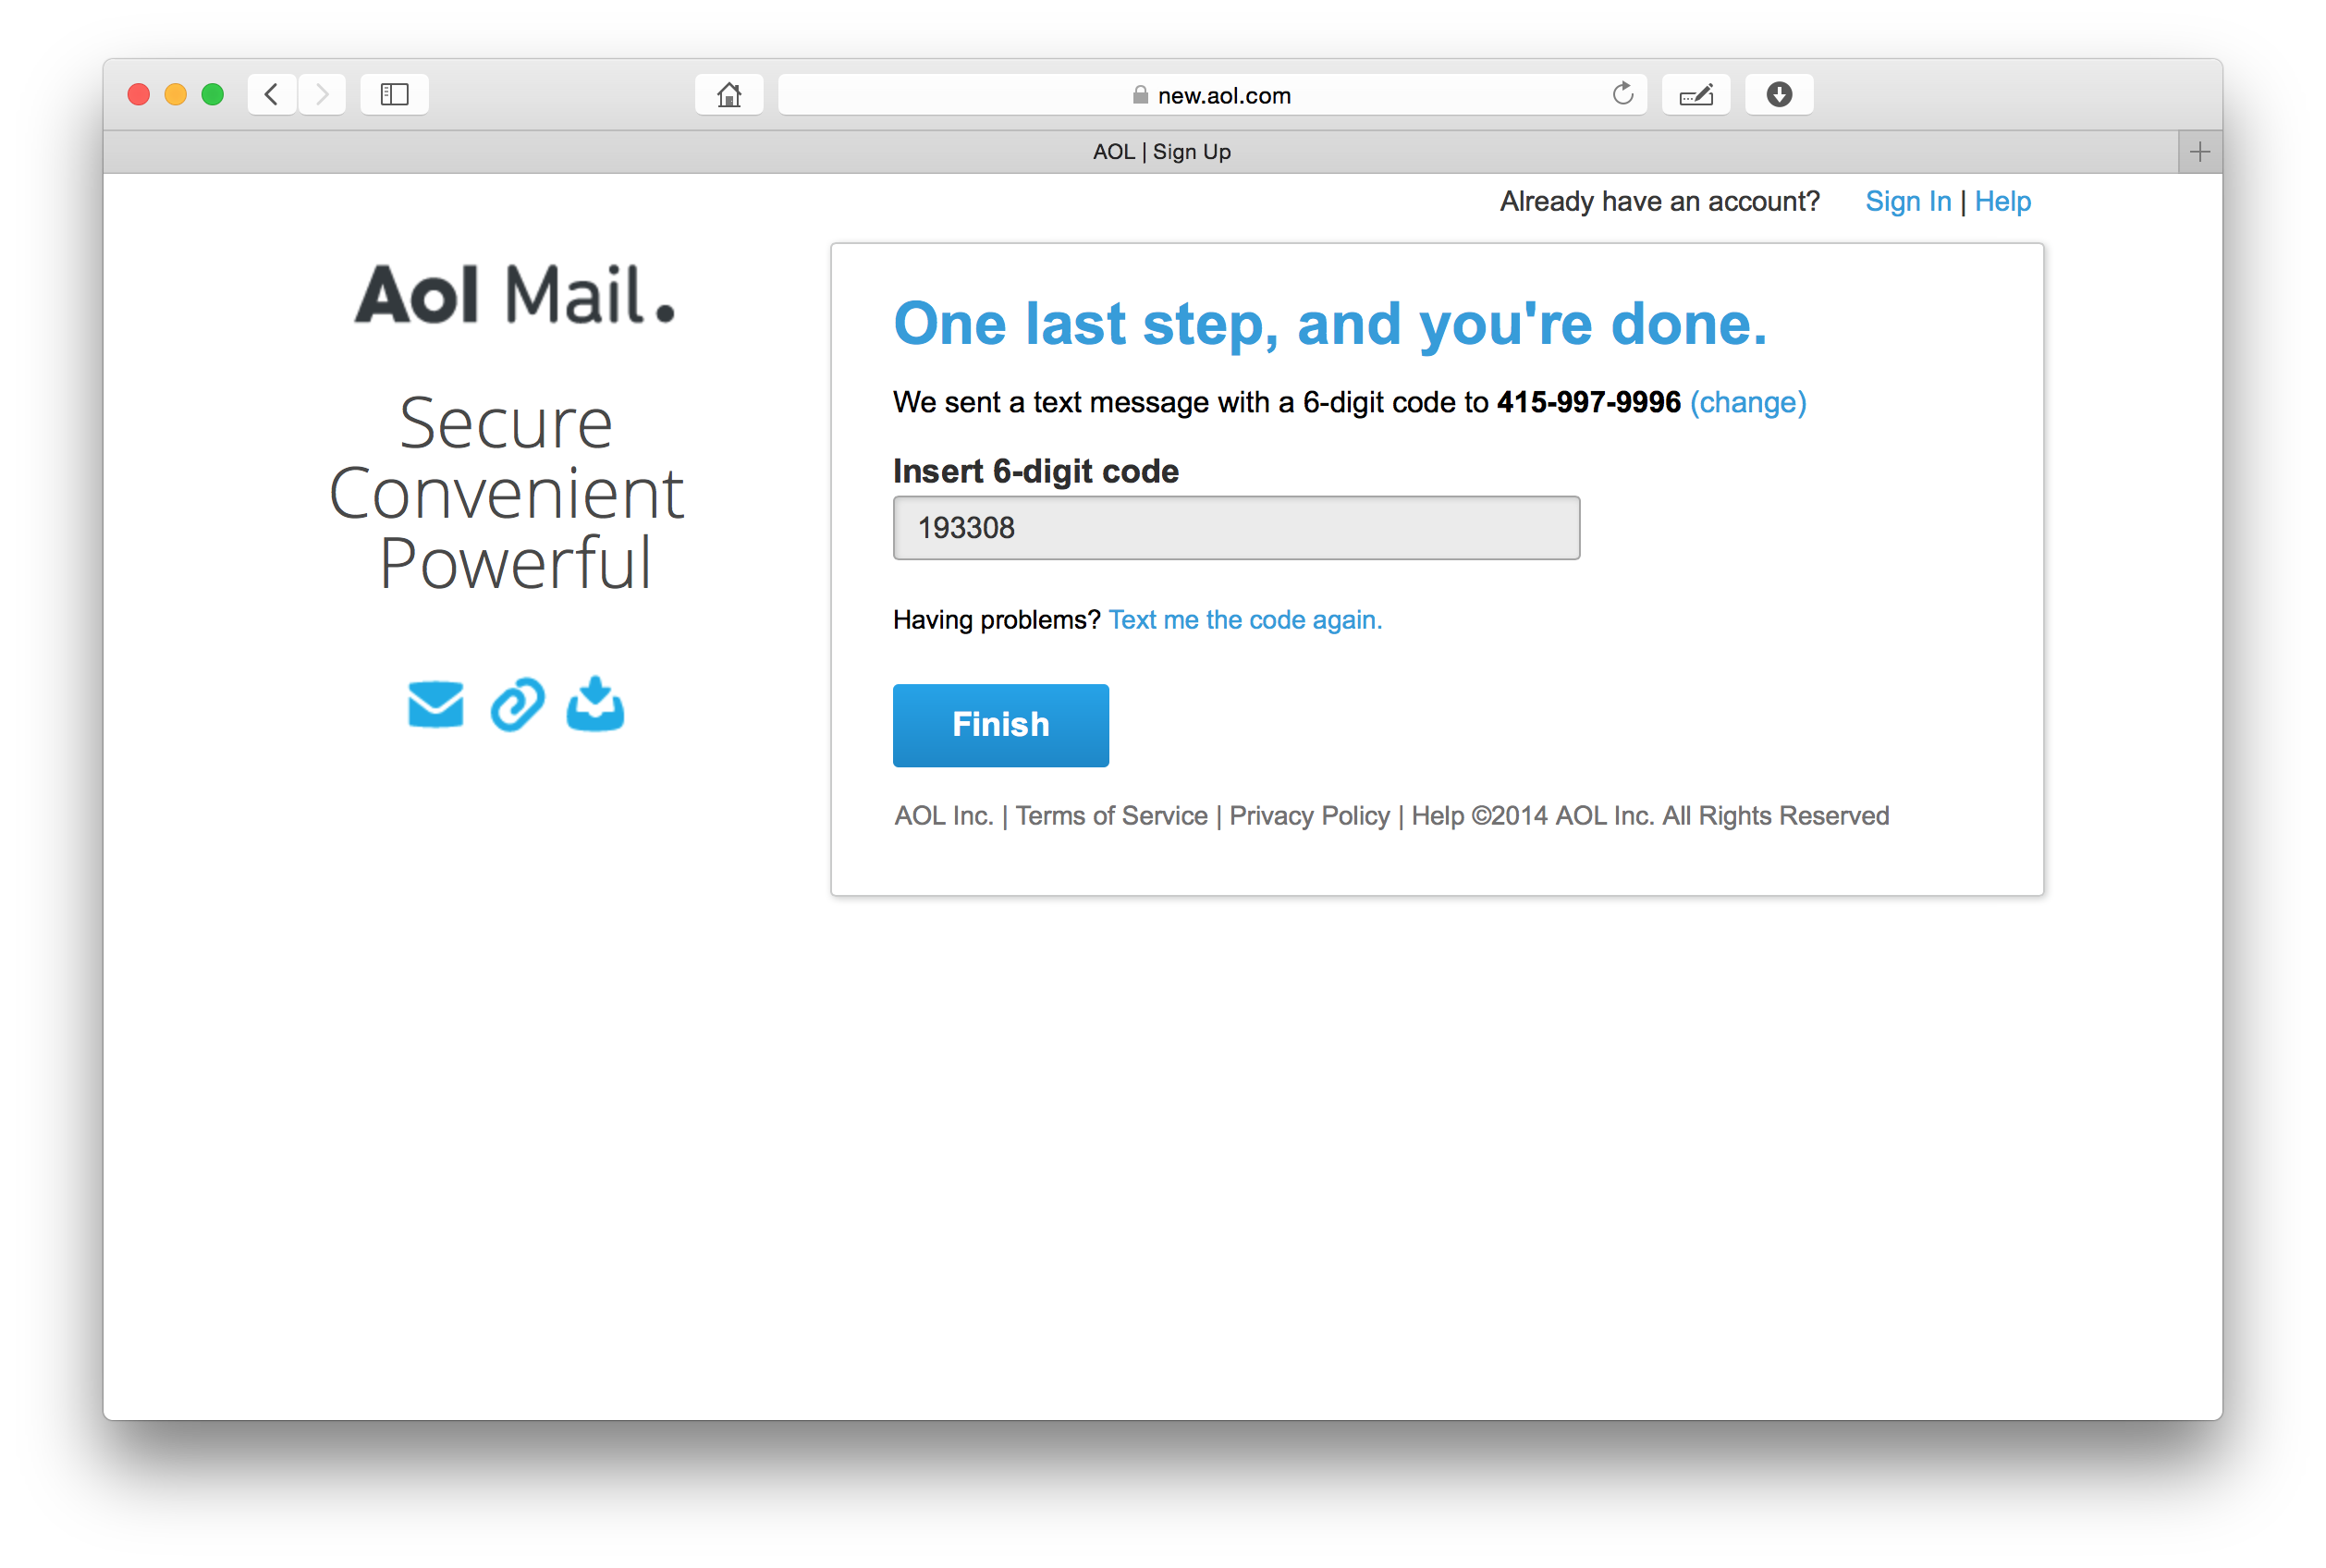 new.aol.com
AOL | Sign Up
Already have an account? Sign In | Help
Aol Mail.
Secure
Convenient
Powerful
One last step, and you're done.
We sent a text message with a 6-digit code to 415-997-9996 (change)
Insert 6-digit code
193308
Having problems? Text me the code again.
Finish
AOL Inc. | Terms of Service | Privacy Policy | Help ©2014 AOL Inc. All Rights Reserved